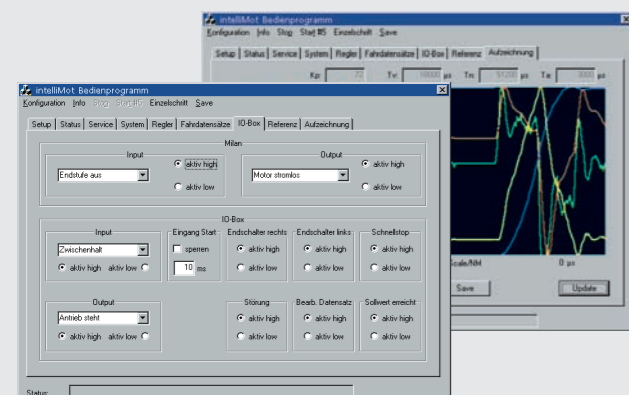 intelliMot Bedienprogramm
Konfiguration Info Stop Start #5 Einzelschritt Save
Setup Status Service System Regler Fahrdatensätze IO-Box Referenz Aufzeichnung
Kp: 72 Tv: 10000 µs Tn: 51200 µs Ta: 3000 µs
Scale/NM 0 µs
Save Update
intelliMot Bedienprogramm
Konfiguration Info Stop Start #5 Einzelschritt Save
Setup Status Service System Regler Fahrdatensätze IO-Box Referenz Aufzeichnung
Milan
Input Output
Endstufe aus aktiv high Motor stromlos aktiv high
aktiv low aktiv low
IO-Box
Input Eingang Start Endschalter rechts Endschalter links Schnellstop
Zwischenhalt sperren aktiv high aktiv high aktiv high
aktiv high aktiv low 10 ms aktiv low aktiv low aktiv low
Output Störung Bearb. Datensatz Sollwert erreicht
Antrieb steht aktiv high aktiv high aktiv high
aktiv high aktiv low aktiv low aktiv low aktiv low
Status: